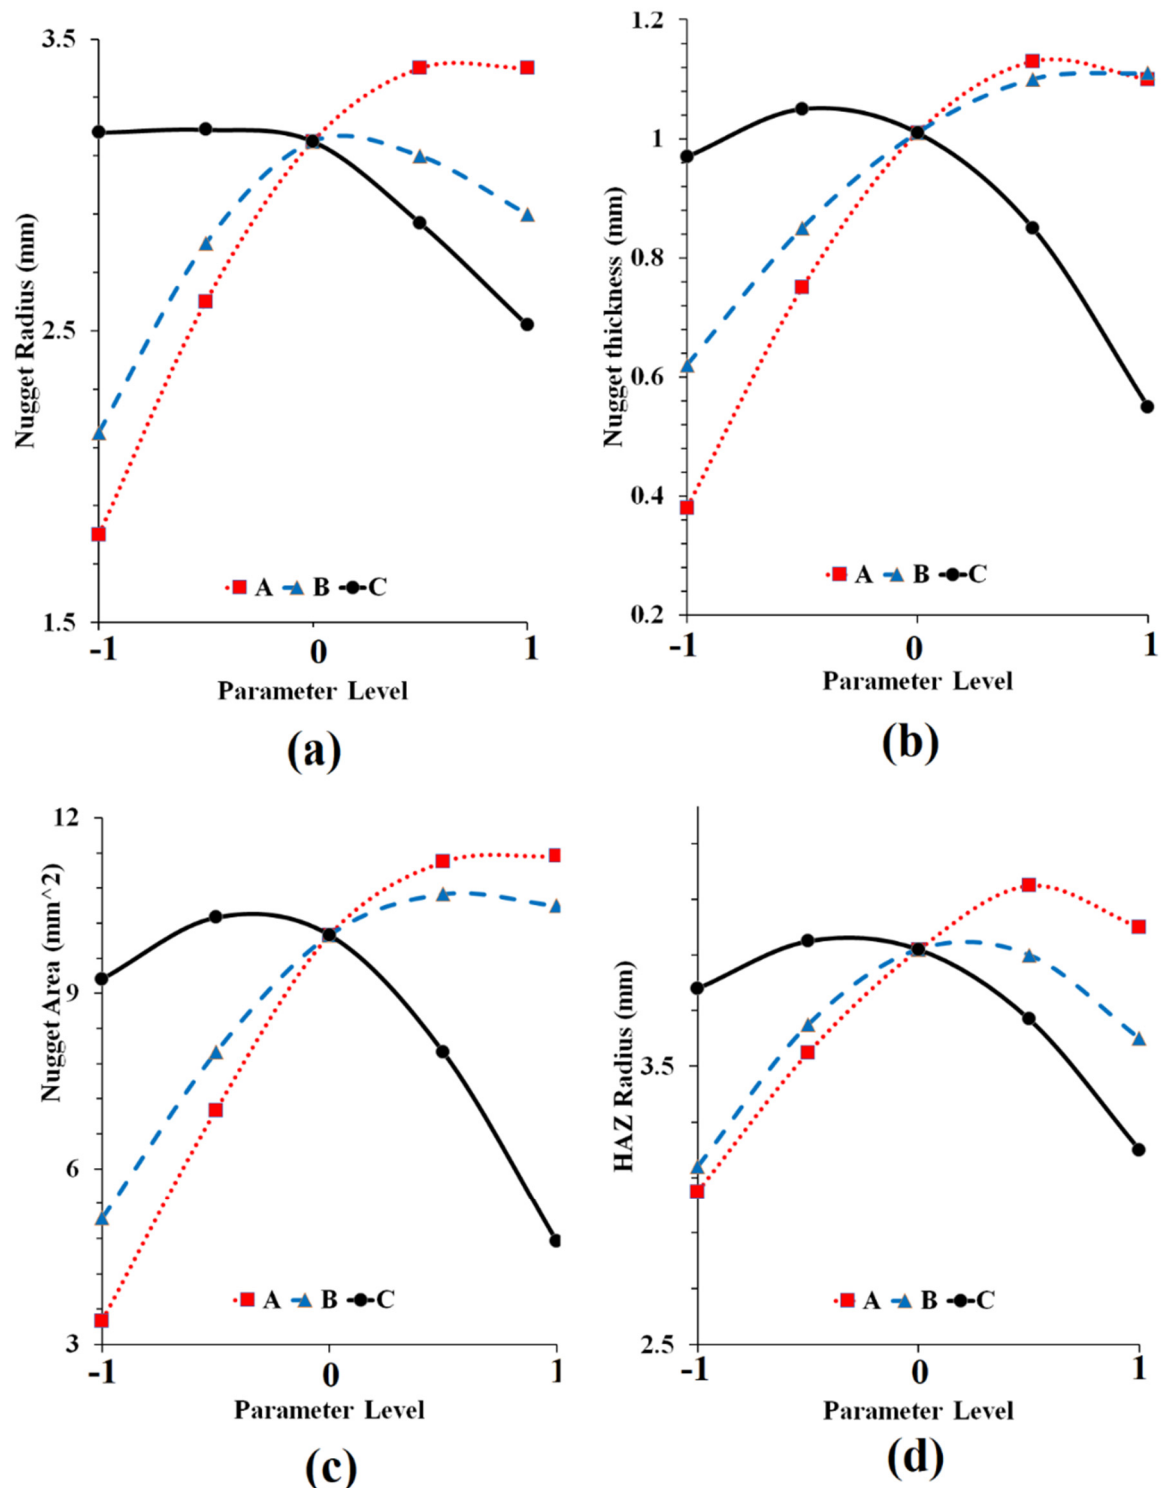 3.5
2.5
1.5
Nugget Radius (mm)
A B C
-1 0 1
Parameter Level
(a)
1.2
1
0.8
0.6
0.4
0.2
Nugget thickness (mm)
A B C
-1 0 1
Parameter Level
(b)
12
9
6
3
Nugget Area (mm^2)
A B C
-1 0 1
Parameter Level
(c)
3.5
2.5
HAZ Radius (mm)
A B C
-1 0 1
Parameter Level
(d)